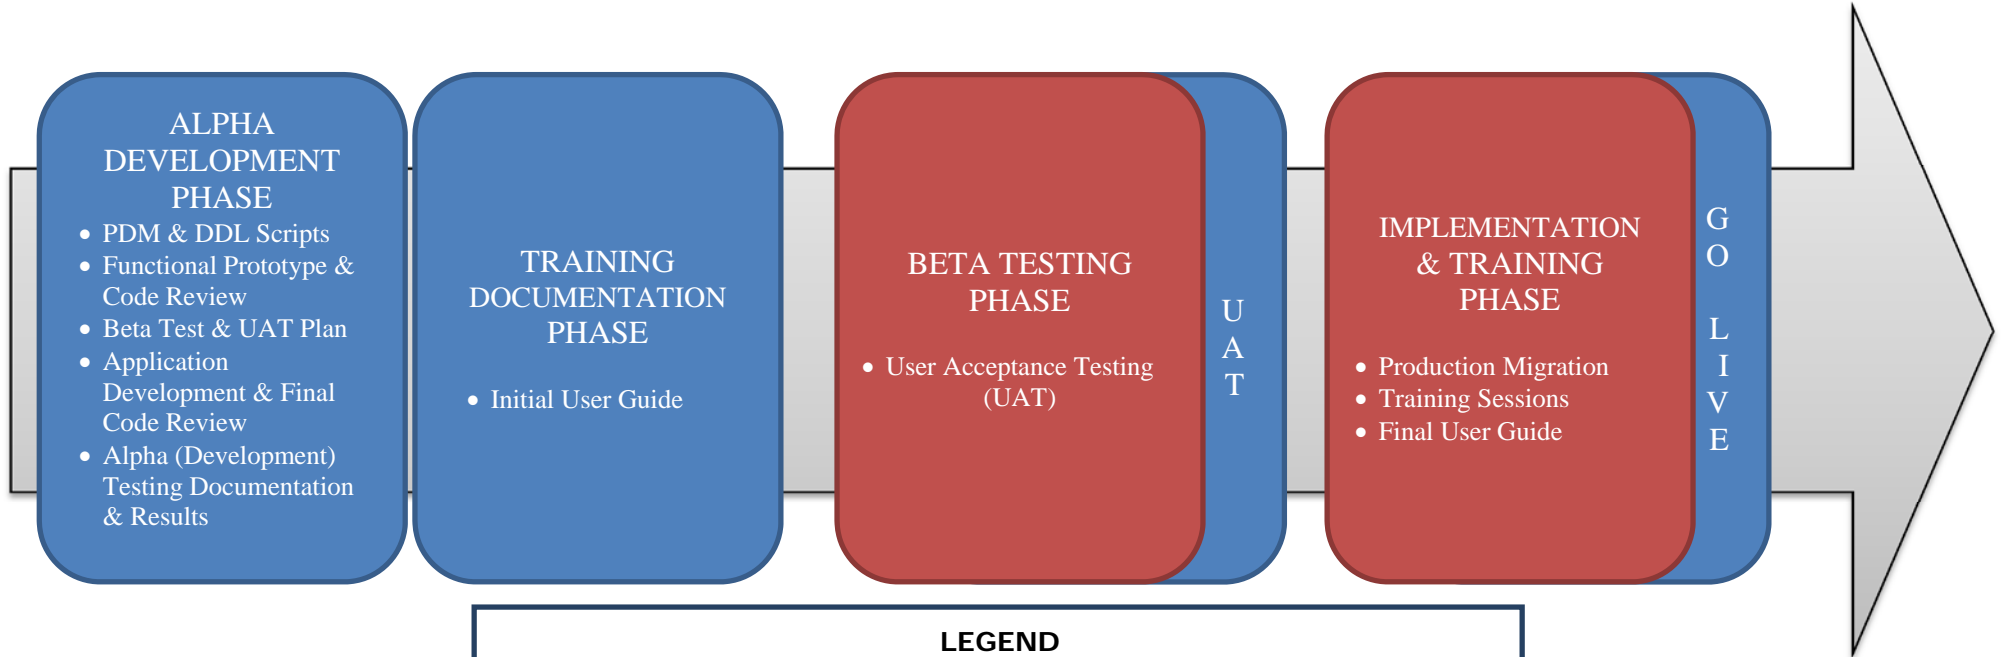 ALPHA
DEVELOPMENT
PHASE
• PDM & DDL Scripts
• Functional Prototype &
Code Review
• Beta Test & UAT Plan
• Application
Development & Final
Code Review
• Alpha (Development)
Testing Documentation
& Results
TRAINING
DOCUMENTATION
PHASE
• Initial User Guide
BETA TESTING
PHASE
• User Acceptance Testing
(UAT)
U
A
T
IMPLEMENTATION
& TRAINING
PHASE
• Production Migration
• Training Sessions
• Final User Guide
G
O
L
I
V
E
LEGEND